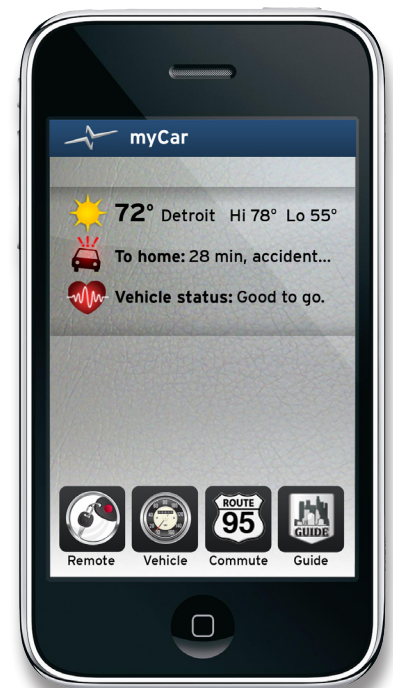 myCar
72° Detroit Hi 78° Lo 55°
To home: 28 min, accident...
Vehicle status: Good to go.
ROUTE
95
GUIDE
Remote Vehicle Commute Guide